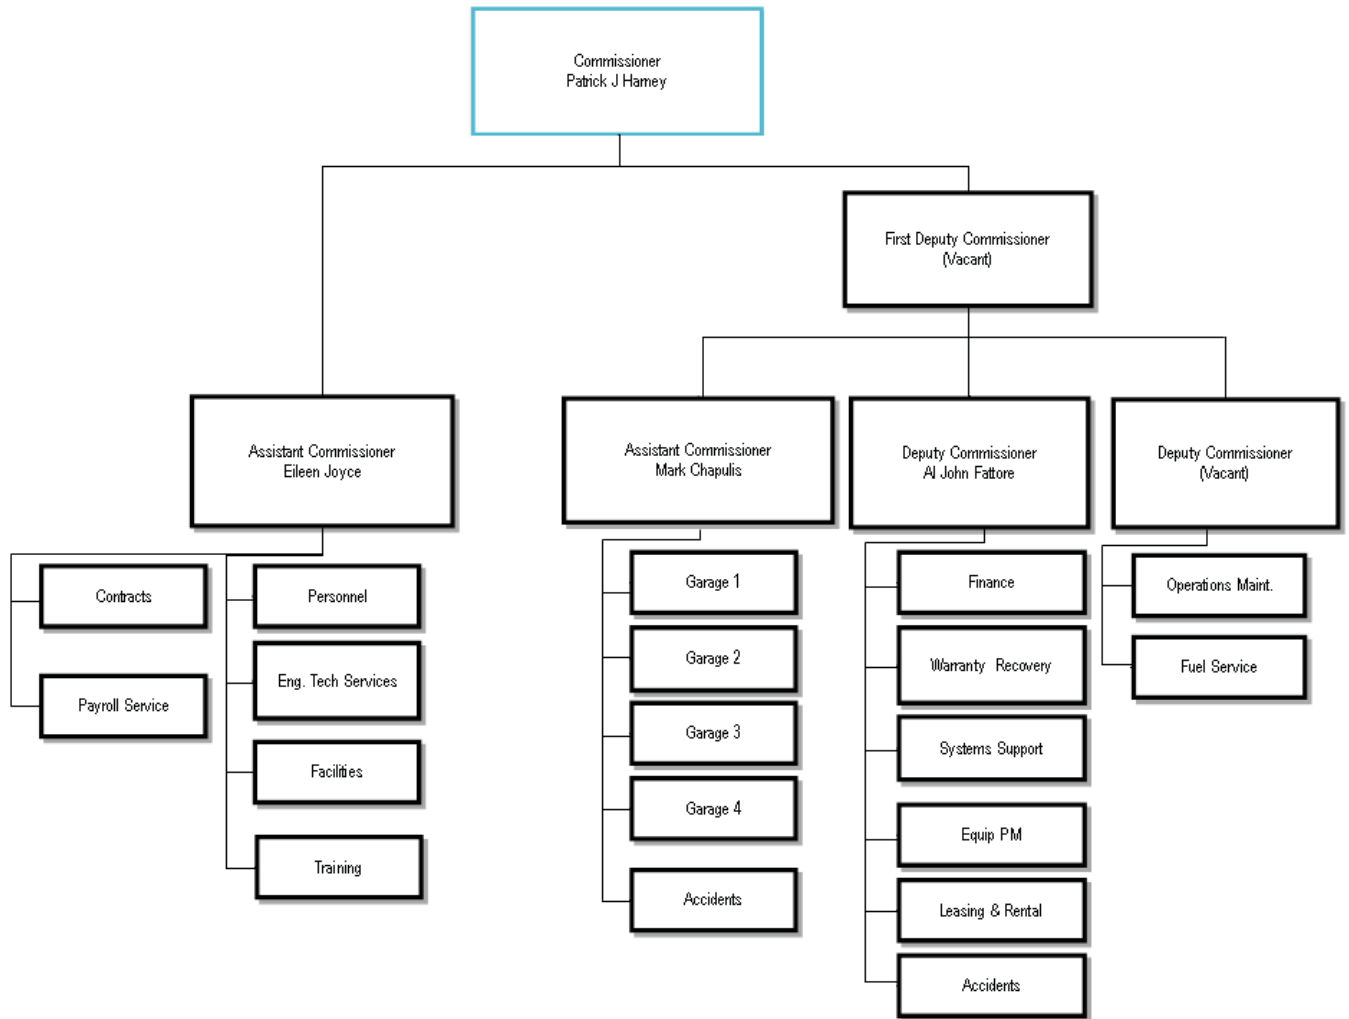 Commissioner
Patrick J Harney
First Deputy Commissioner
(Vacant)
Assistant Commissioner
Eileen Joyce
Assistant Commissioner
Mark Chapulis
Deputy Commissioner
Al John Fattore
Deputy Commissioner
(Vacant)
Contracts
Payroll Service
Personnel
Eng. Tech Services
Facilities
Training
Garage 1
Garage 2
Garage 3
Garage 4
Accidents
Finance
Warranty Recovery
Systems Support
Equip PM
Leasing & Rental
Accidents
Operations Maint.
Fuel Service